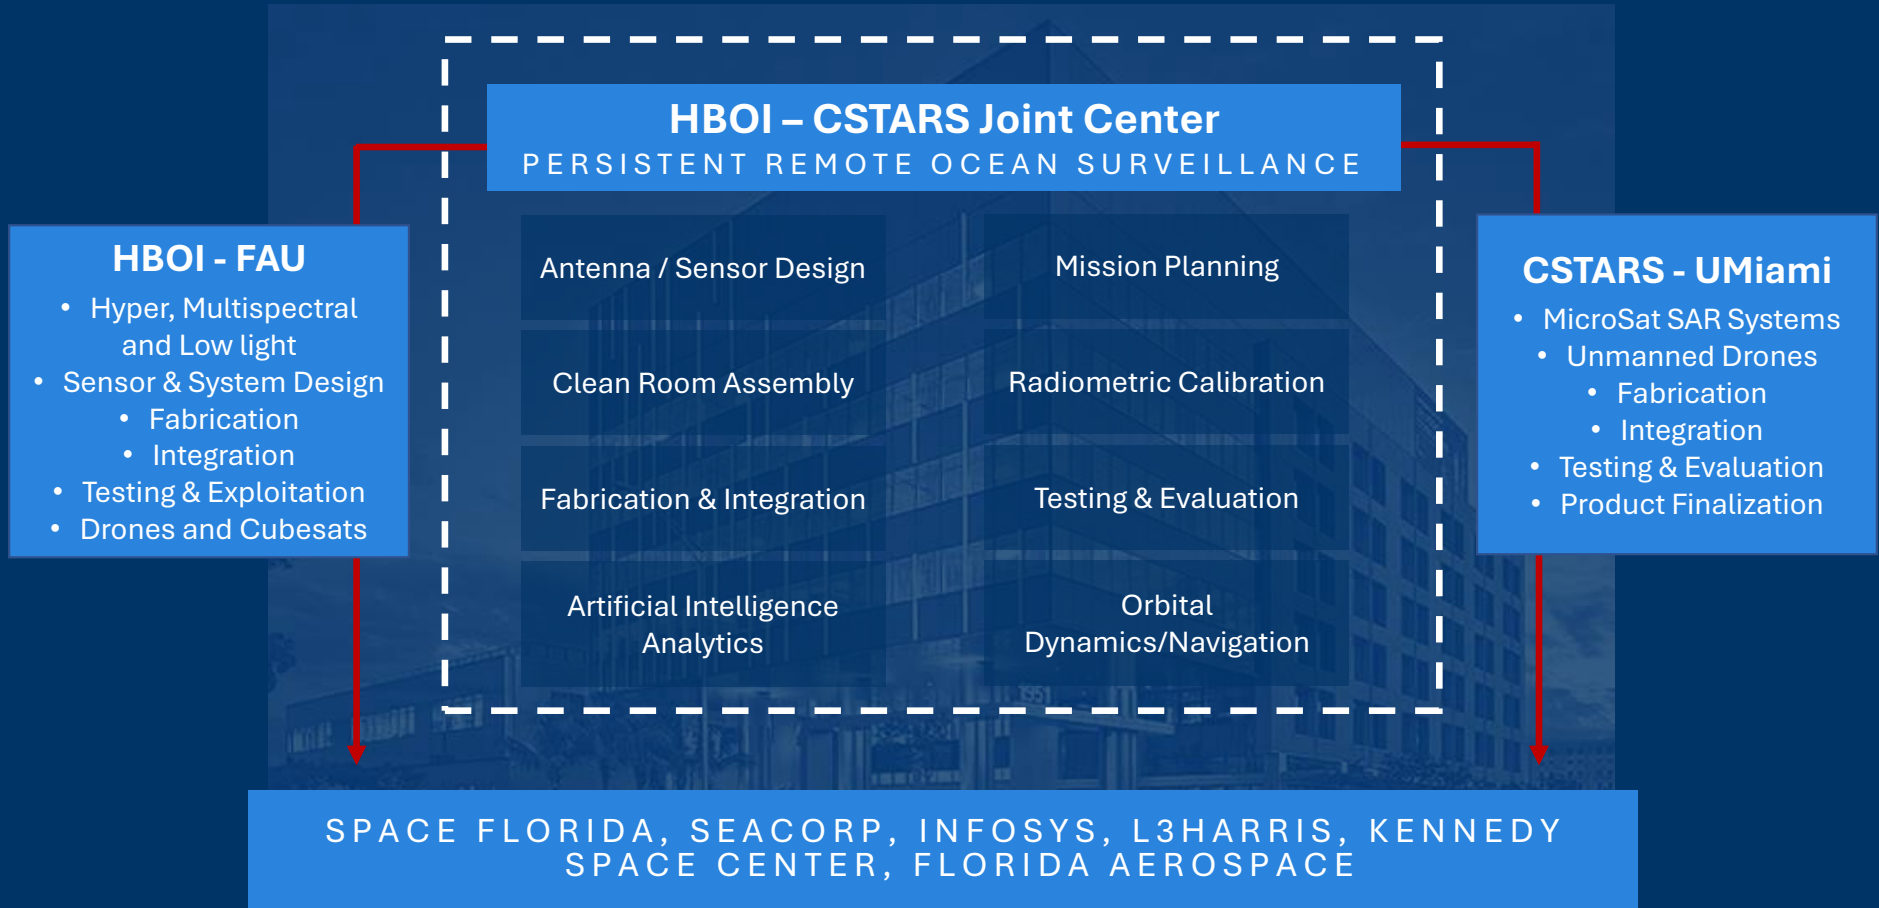 HBOI – CSTARS Joint Center
PERSISTENT REMOTE OCEAN SURVEILLANCE
HBOI - FAU
• Hyper, Multispectral
and Low light
• Sensor & System Design
• Fabrication
• Integration
• Testing & Exploitation
• Drones and Cubesats
Antenna / Sensor Design
Clean Room Assembly
Fabrication & Integration
Artificial Intelligence
Analytics
Mission Planning
Radiometric Calibration
Testing & Evaluation
Orbital
Dynamics/Navigation
1951
CSTARS - UMiami
• MicroSat SAR Systems
• Unmanned Drones
• Fabrication
• Integration
• Testing & Evaluation
• Product Finalization
SPACE FLORIDA, SEACORP, INFOSYS, L3HARRIS, KENNEDY
SPACE CENTER, FLORIDA AEROSPACE